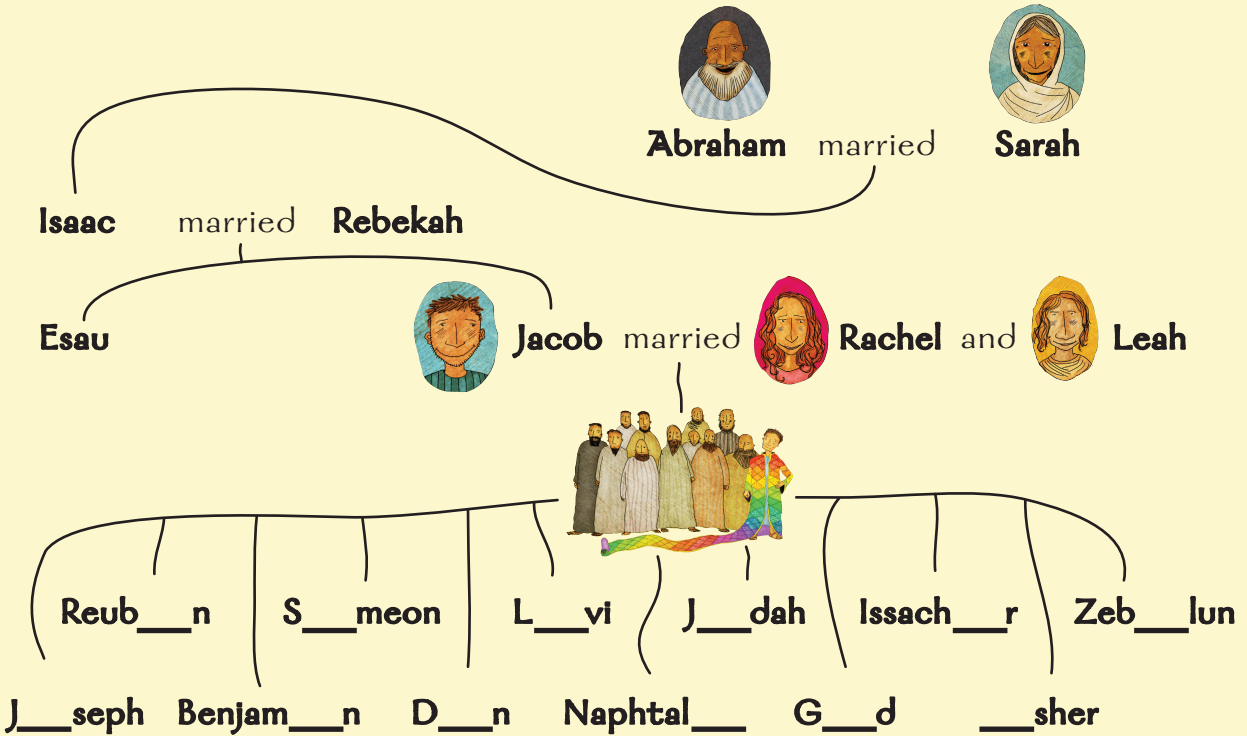 Abraham married Sarah
Isaac married Rebekah
Esau Jacob married Rachel and Leah
Reub___n S___meon L___vi J___dah Issach___r Zeb___lun
J___seph Benjam___n D___n Naphtal___ G___d ___sher